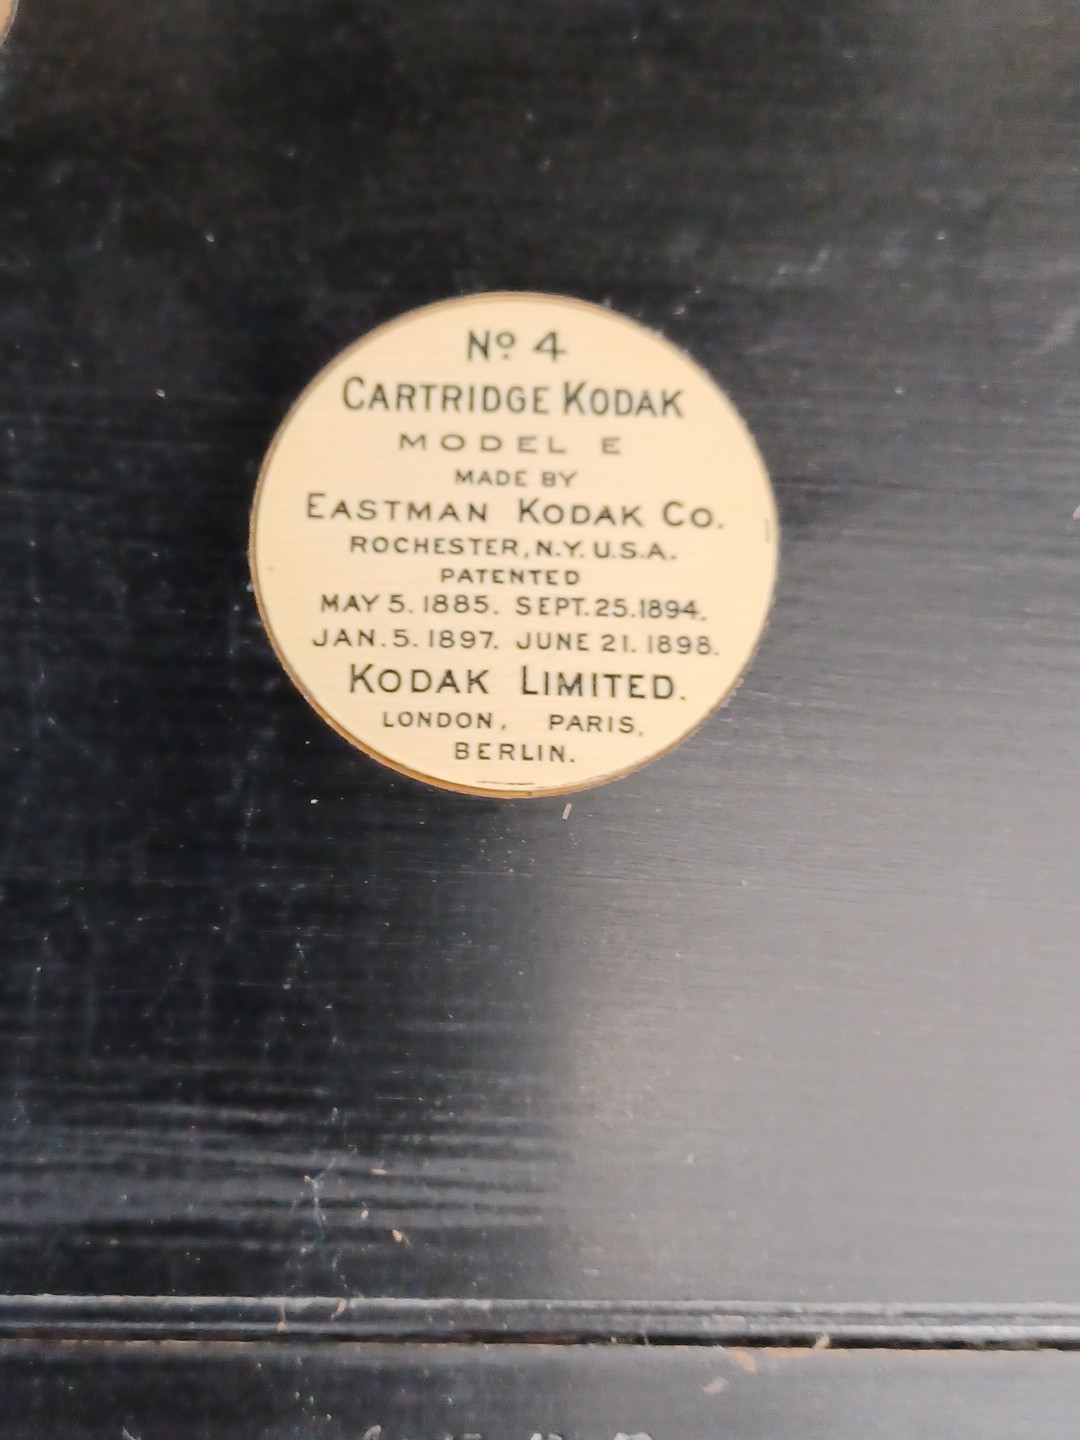 Nº 4
CARTRIDGE KODAK
MODEL E
MADE BY
EASTMAN KODAK CO.
ROCHESTER, N.Y. U.S.A.
PATENTED
MAY 5. 1885. SEPT. 25. 1894.
JAN. 5. 1897. JUNE 21. 1898.
KODAK LIMITED.
LONDON, PARIS,
BERLIN.